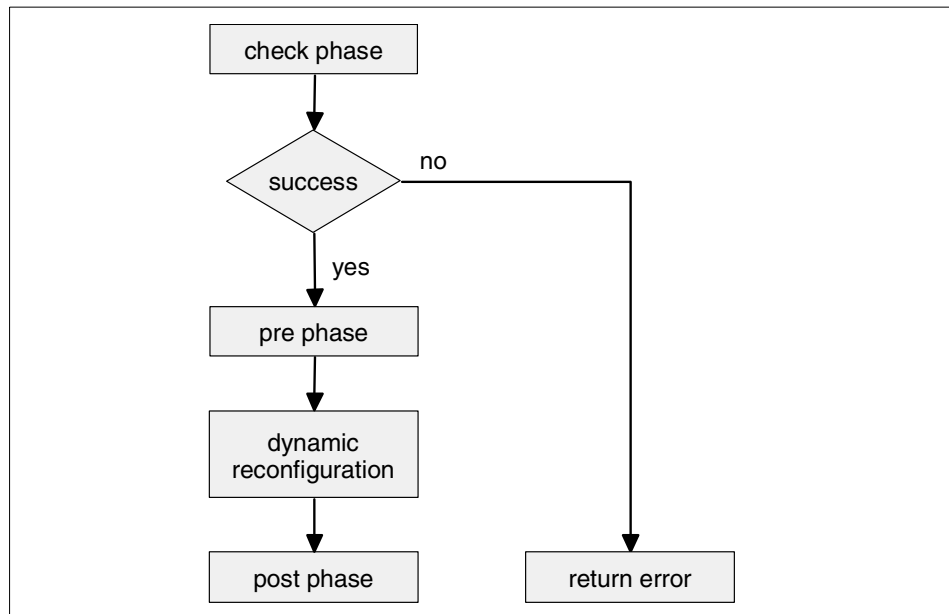 check phase
success
no
yes
pre phase
dynamic
reconfiguration
post phase
return error